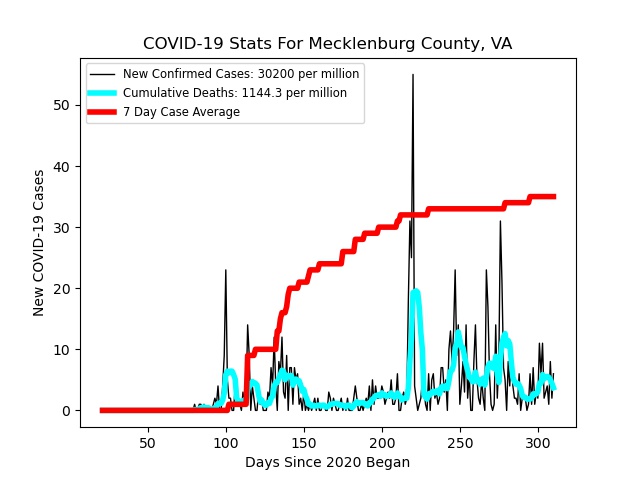 COVID-19 Stats For Mecklenburg County, VA
New Confirmed Cases: 30200 per million
Cumulative Deaths: 1144.3 per million
7 Day Case Average
New COVID-19 Cases
50
40
30
20
10
0
50 100 150 200 250 300
Days Since 2020 Began